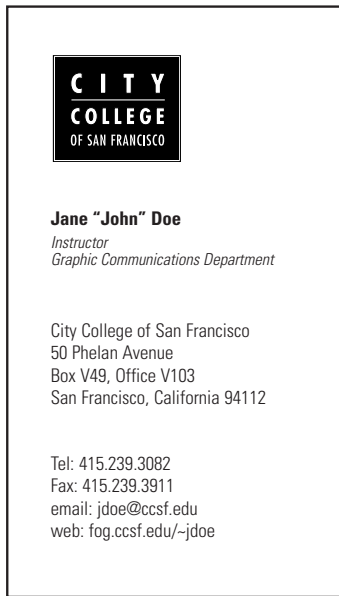 CITY
COLLEGE
OF SAN FRANCISCO
Jane “John” Doe
Instructor
Graphic Communications Department
City College of San Francisco
50 Phelan Avenue
Box V49, Office V103
San Francisco, California 94112
Tel: 415.239.3082
Fax: 415.239.3911
email: jdoe@ccsf.edu
web: fog.ccsf.edu/~jdoe